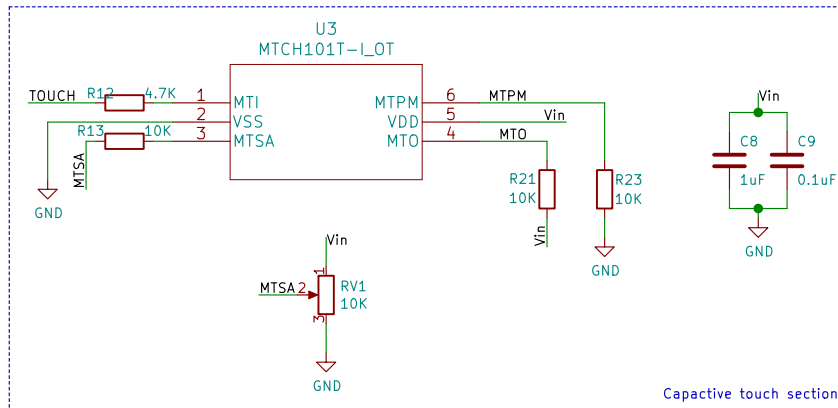 U3
MTCH101T-I_OT
TOUCH R12 4.7K 1 MTI MTPM 6 MTPM
2 VSS VDD 5 Vin
R13 10K 3 MTSA MTO 4 MTO
MTSA
GND
R21
10K
Vin
R23
10K
GND
Vin
C8
1uF
C9
0.1uF
GND
Vin
1
MTSA 2
RV1
10K
3
GND
Capactive touch section